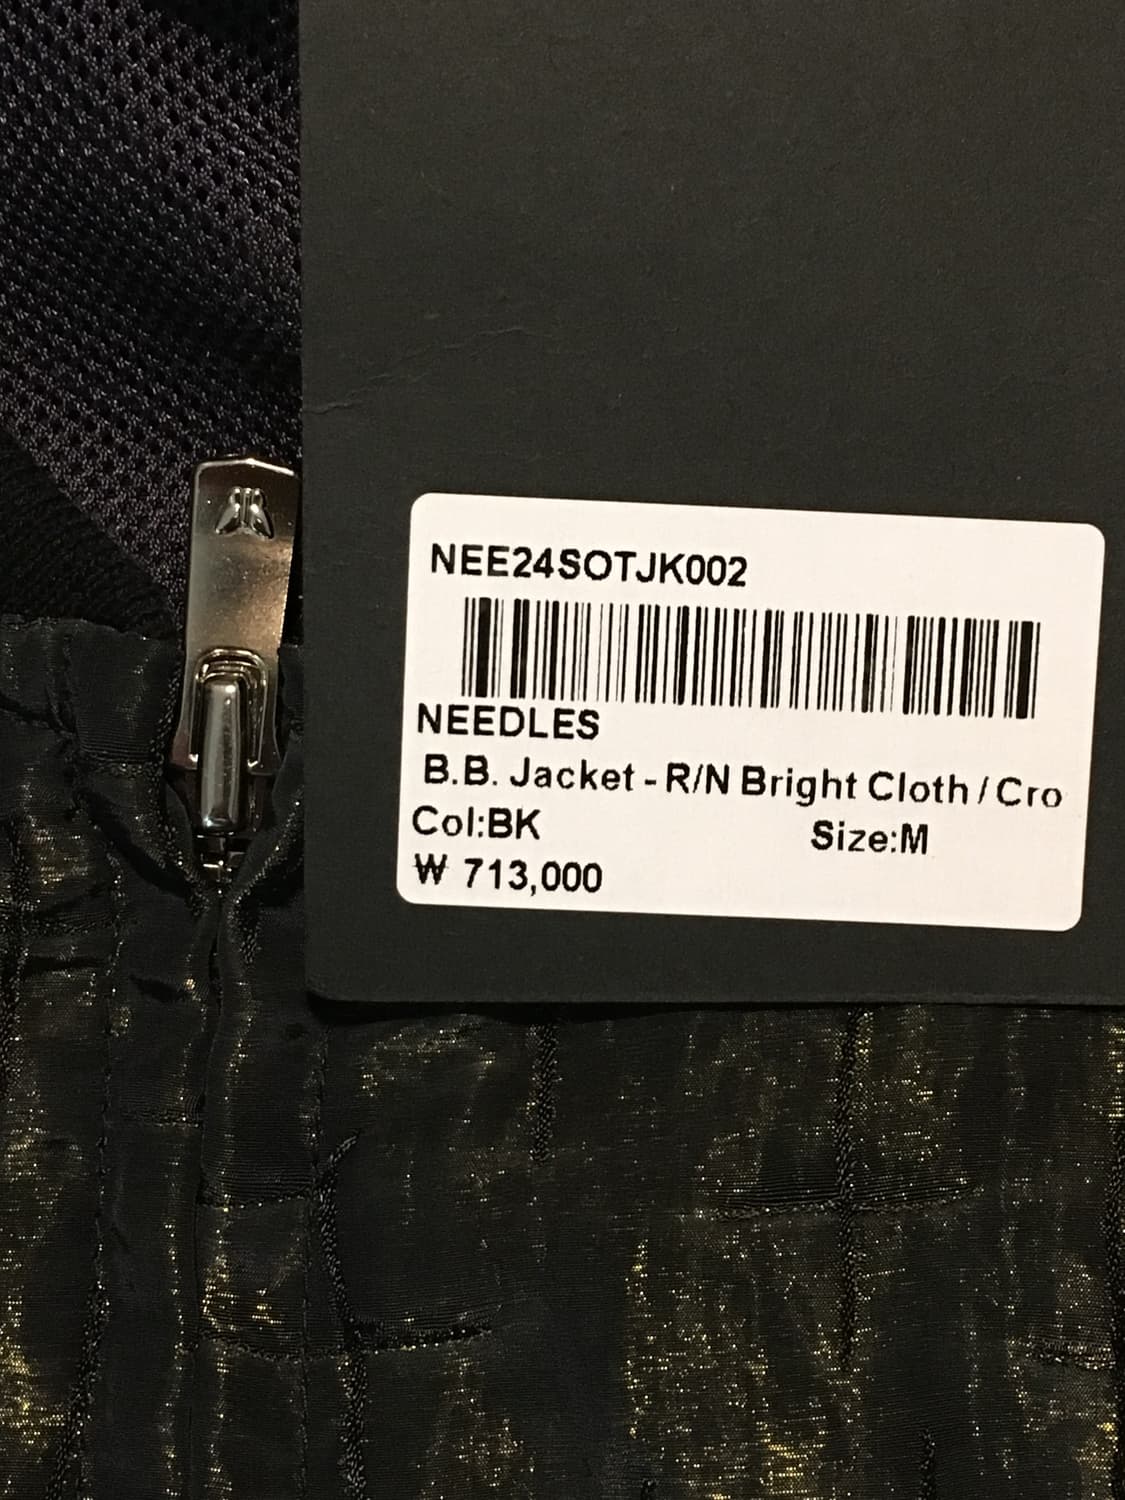 NEE24SOTJK002
NEEDLES
B.B. Jacket - R/N Bright Cloth / Cro
Col:BK Size:M
₩ 713,000